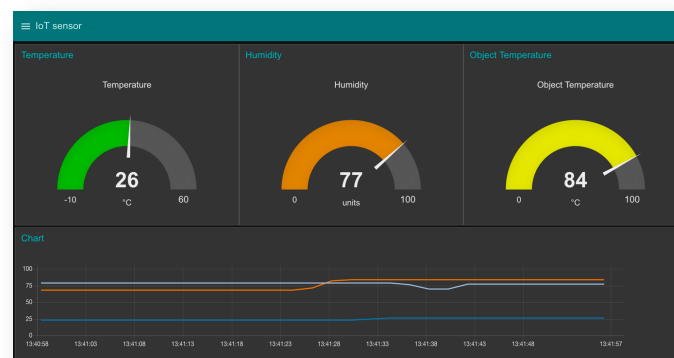 IoT sensor
Temperature
Humidity
Object Temperature
Temperature
Humidity
Object Temperature
26
-10
°C
60
77
0
units
100
84
0
°C
100
Chart
100
75
50
25
0
13:40:58 13:41:03 13:41:08 13:41:13 13:41:18 13:41:23 13:41:28 13:41:33 13:41:38 13:41:43 13:41:48 13:41:57